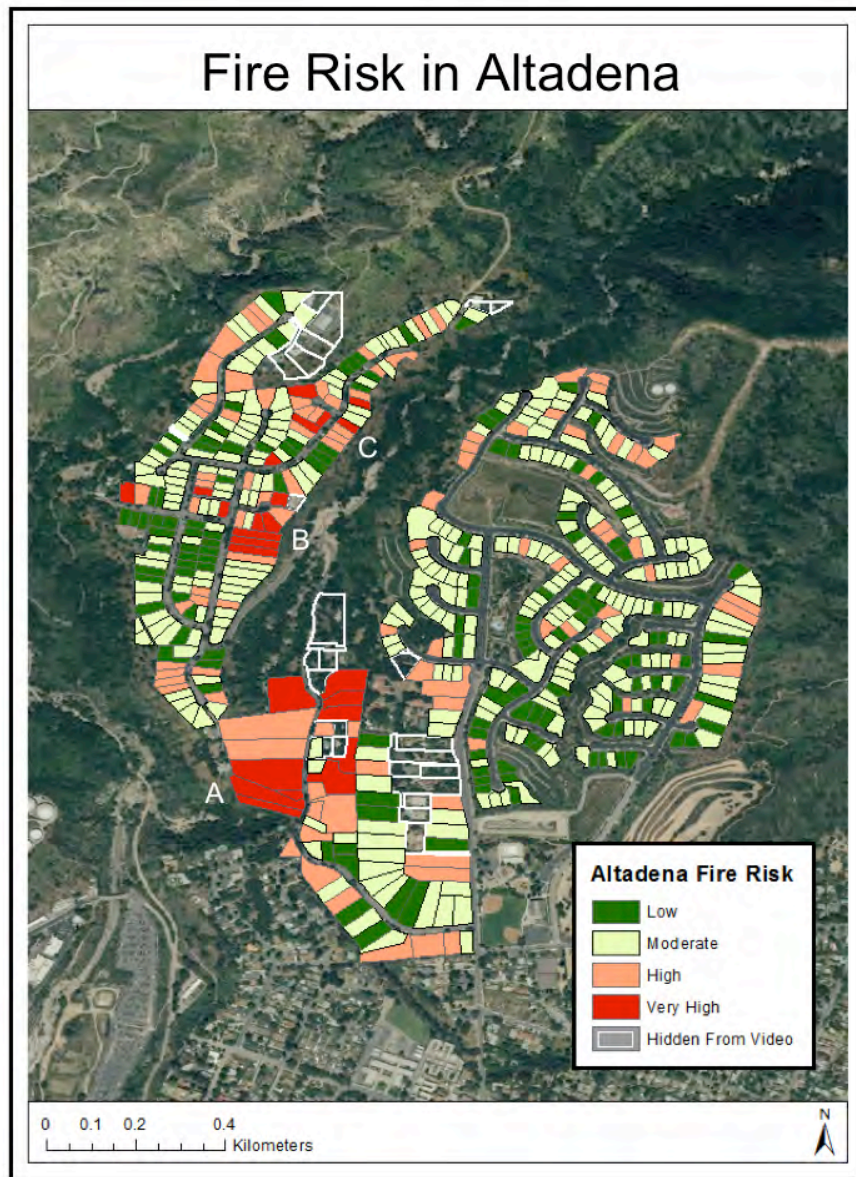 Fire Risk in Altadena
C
B
A
Altadena Fire Risk
Low
Moderate
High
Very High
Hidden From Video
0 0.1 0.2 0.4
Kilometers
N